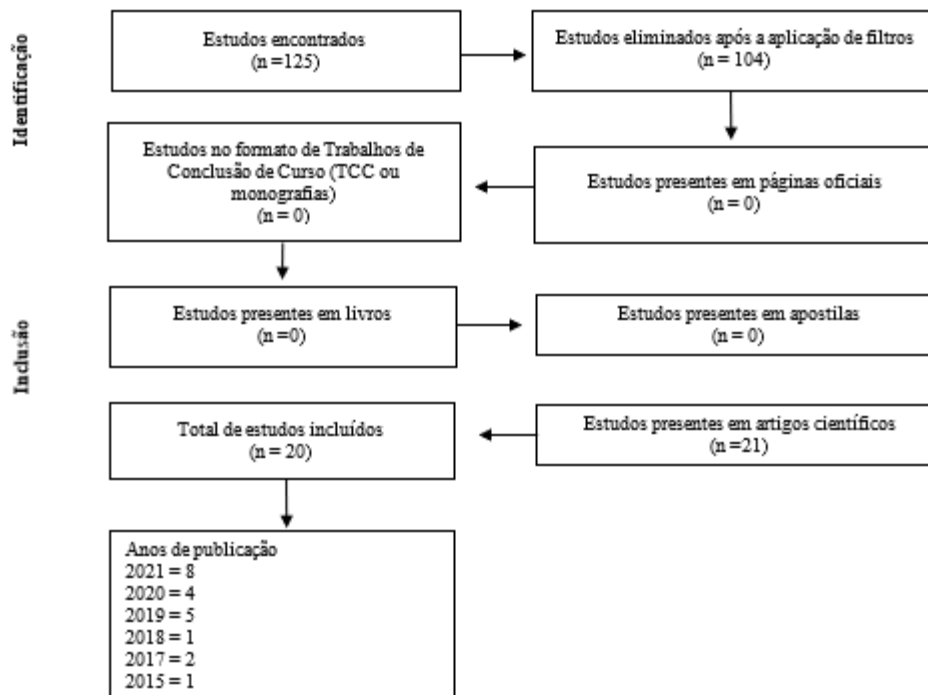 Identificação
Estudos encontrados
(n =125)
Estudos eliminados após a aplicação de filtros
(n = 104)
Estudos no formato de Trabalhos de
Conclusão de Curso (TCC ou
monografias)
(n = 0)
Estudos presentes em páginas oficiais
(n = 0)
Inclusão
Estudos presentes em livros
(n =0)
Estudos presentes em apostilas
(n = 0)
Total de estudos incluídos
(n = 20)
Estudos presentes em artigos científicos
(n =21)
Anos de publicação
2021 = 8
2020 = 4
2019 = 5
2018 = 1
2017 = 2
2015 = 1